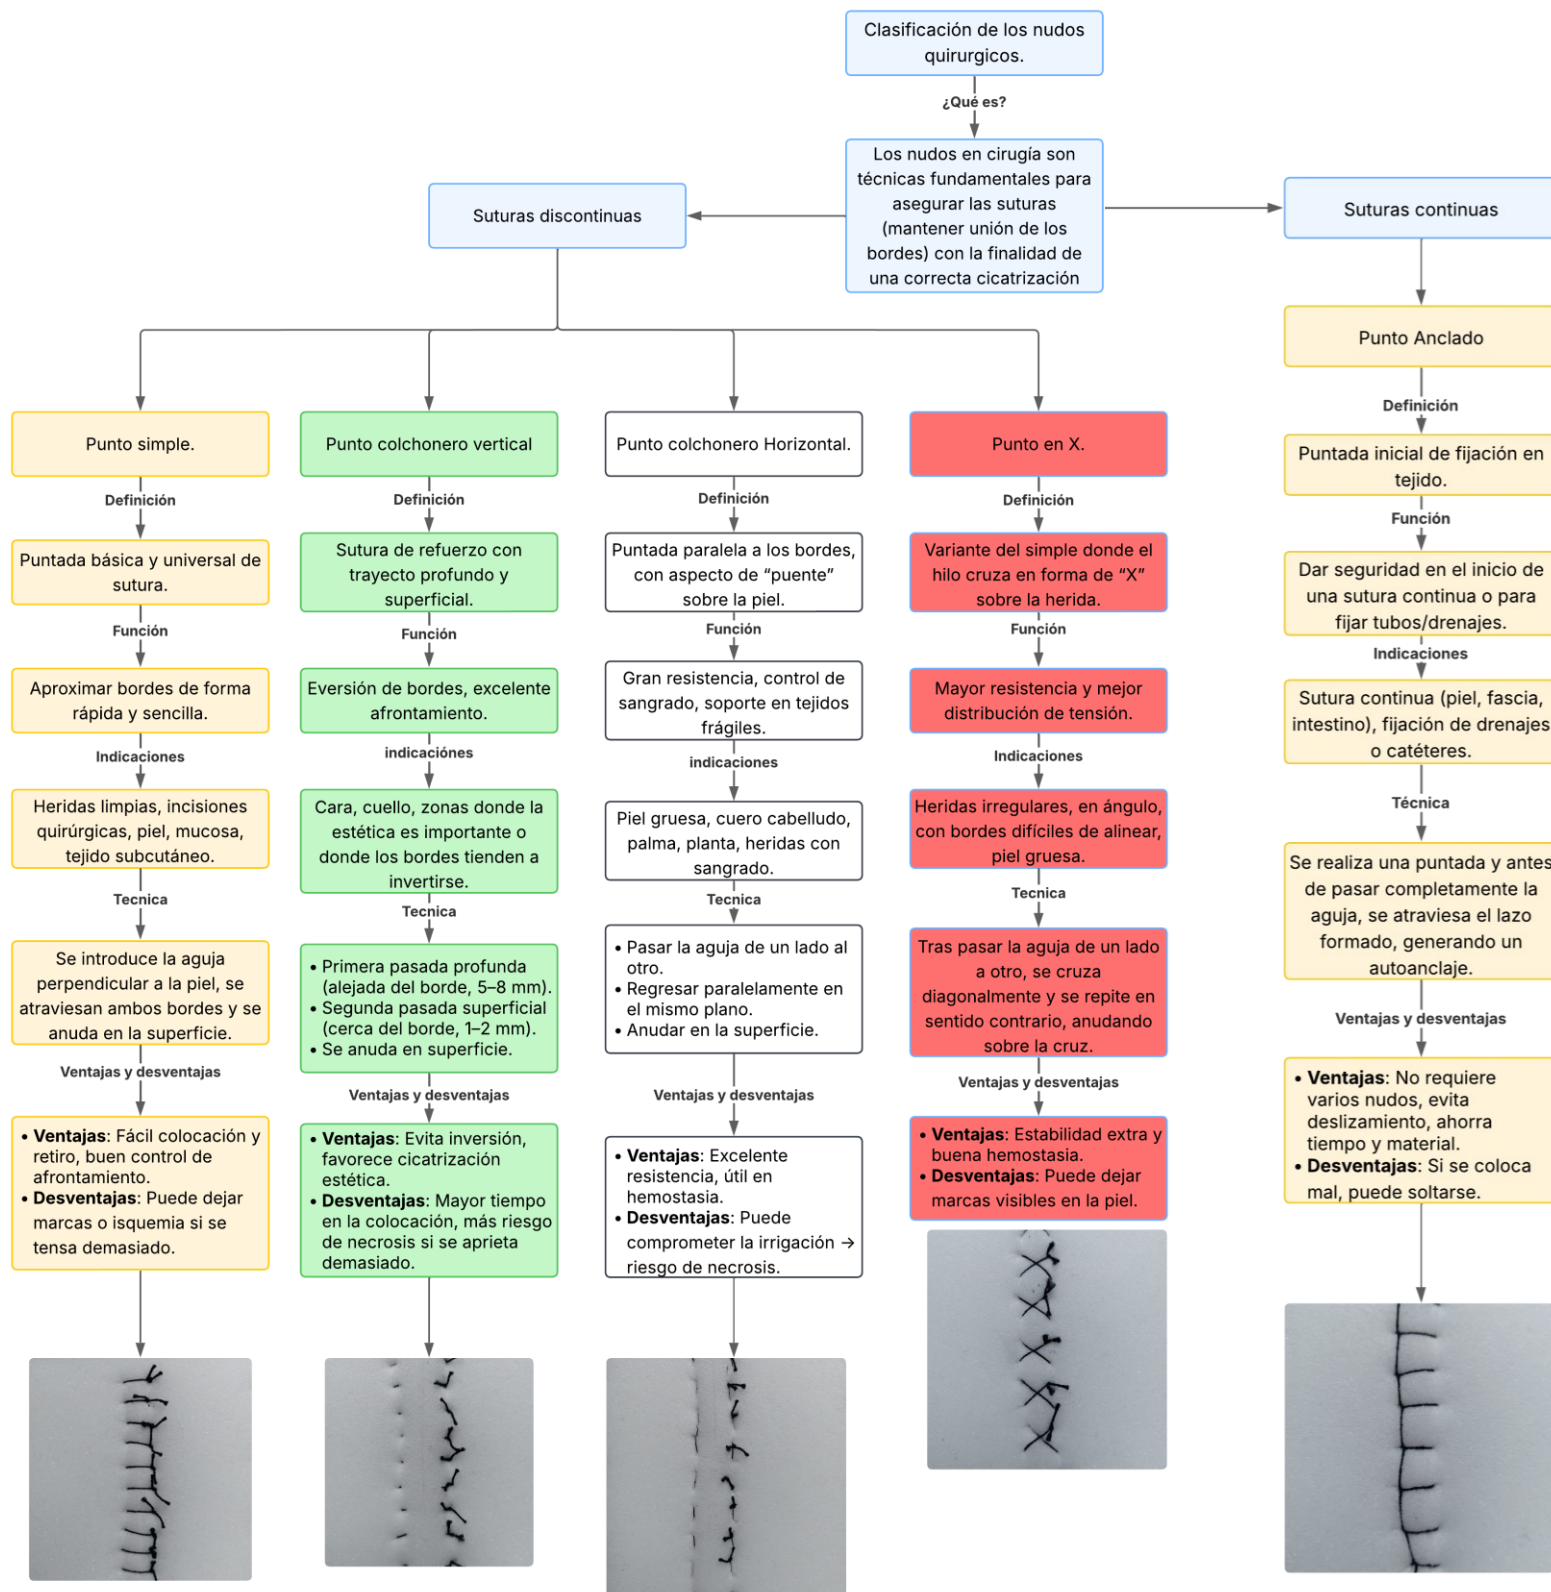 Clasificación de los nudos
quirurgicos.
¿Qué es?
Los nudos en cirugía son
técnicas fundamentales para
asegurar las suturas
(mantener unión de los
bordes) con la finalidad de
una correcta cicatrización
Suturas discontinuas
Punto simple.
Definición
Puntada básica y universal de
sutura.
Función
Aproximar bordes de forma
rápida y sencilla.
Indicaciones
Heridas limpias, incisiones
quirúrgicas, piel, mucosa,
tejido subcutáneo.
Tecnica
Se introduce la aguja
perpendicular a la piel, se
atraviesan ambos bordes y se
anuda en la superficie.
Ventajas y desventajas
• Ventajas: Fácil colocación y
retiro, buen control de
afrontamiento.
• Desventajas: Puede dejar
marcas o isquemia si se
tensa demasiado.
Punto colchonero vertical
Definición
Sutura de refuerzo con
trayecto profundo y
superficial.
Función
Eversión de bordes, excelente
afrontamiento.
indicaciónes
Cara, cuello, zonas donde la
estética es importante o
donde los bordes tienden a
invertirse.
Tecnica
• Primera pasada profunda
(alejada del borde, 5–8 mm).
• Segunda pasada superficial
(cerca del borde, 1–2 mm).
• Se anuda en superficie.
Ventajas y desventajas
• Ventajas: Evita inversión,
favorece cicatrización
estética.
• Desventajas: Mayor tiempo
en la colocación, más riesgo
de necrosis si se aprieta
demasiado.
Punto colchonero Horizontal.
Definición
Puntada paralela a los bordes,
con aspecto de “puente”
sobre la piel.
Función
Gran resistencia, control de
sangrado, soporte en tejidos
frágiles.
indicaciones
Piel gruesa, cuero cabelludo,
palma, planta, heridas con
sangrado.
Tecnica
• Pasar la aguja de un lado al
otro.
• Regresar paralelamente en
el mismo plano.
• Anudar en la superficie.
Ventajas y desventajas
• Ventajas: Excelente
resistencia, útil en
hemostasia.
• Desventajas: Puede
comprometer la irrigación →
riesgo de necrosis.
Punto en X.
Definición
Variante del simple donde el
hilo cruza en forma de “X”
sobre la herida.
Función
Mayor resistencia y mejor
distribución de tensión.
Indicaciones
Heridas irregulares, en ángulo,
con bordes difíciles de alinear,
piel gruesa.
Tecnica
Tras pasar la aguja de un lado
a otro, se cruza
diagonalmente y se repite en
sentido contrario, anudando
sobre la cruz.
Ventajas y desventajas
• Ventajas: Estabilidad extra y
buena hemostasia.
• Desventajas: Puede dejar
marcas visibles en la piel.
Suturas continuas
Punto Anclado
Definición
Puntada inicial de fijación en
tejido.
Función
Dar seguridad en el inicio de
una sutura continua o para
fijar tubos/drenajes.
Indicaciones
Sutura continua (piel, fascia,
intestino), fijación de drenajes
o catéteres.
Técnica
Se realiza una puntada y antes
de pasar completamente la
aguja, se atraviesa el lazo
formado, generando un
autoanclaje.
Ventajas y desventajas
• Ventajas: No requiere
varios nudos, evita
deslizamiento, ahorra
tiempo y material.
• Desventajas: Si se coloca
mal, puede soltarse.